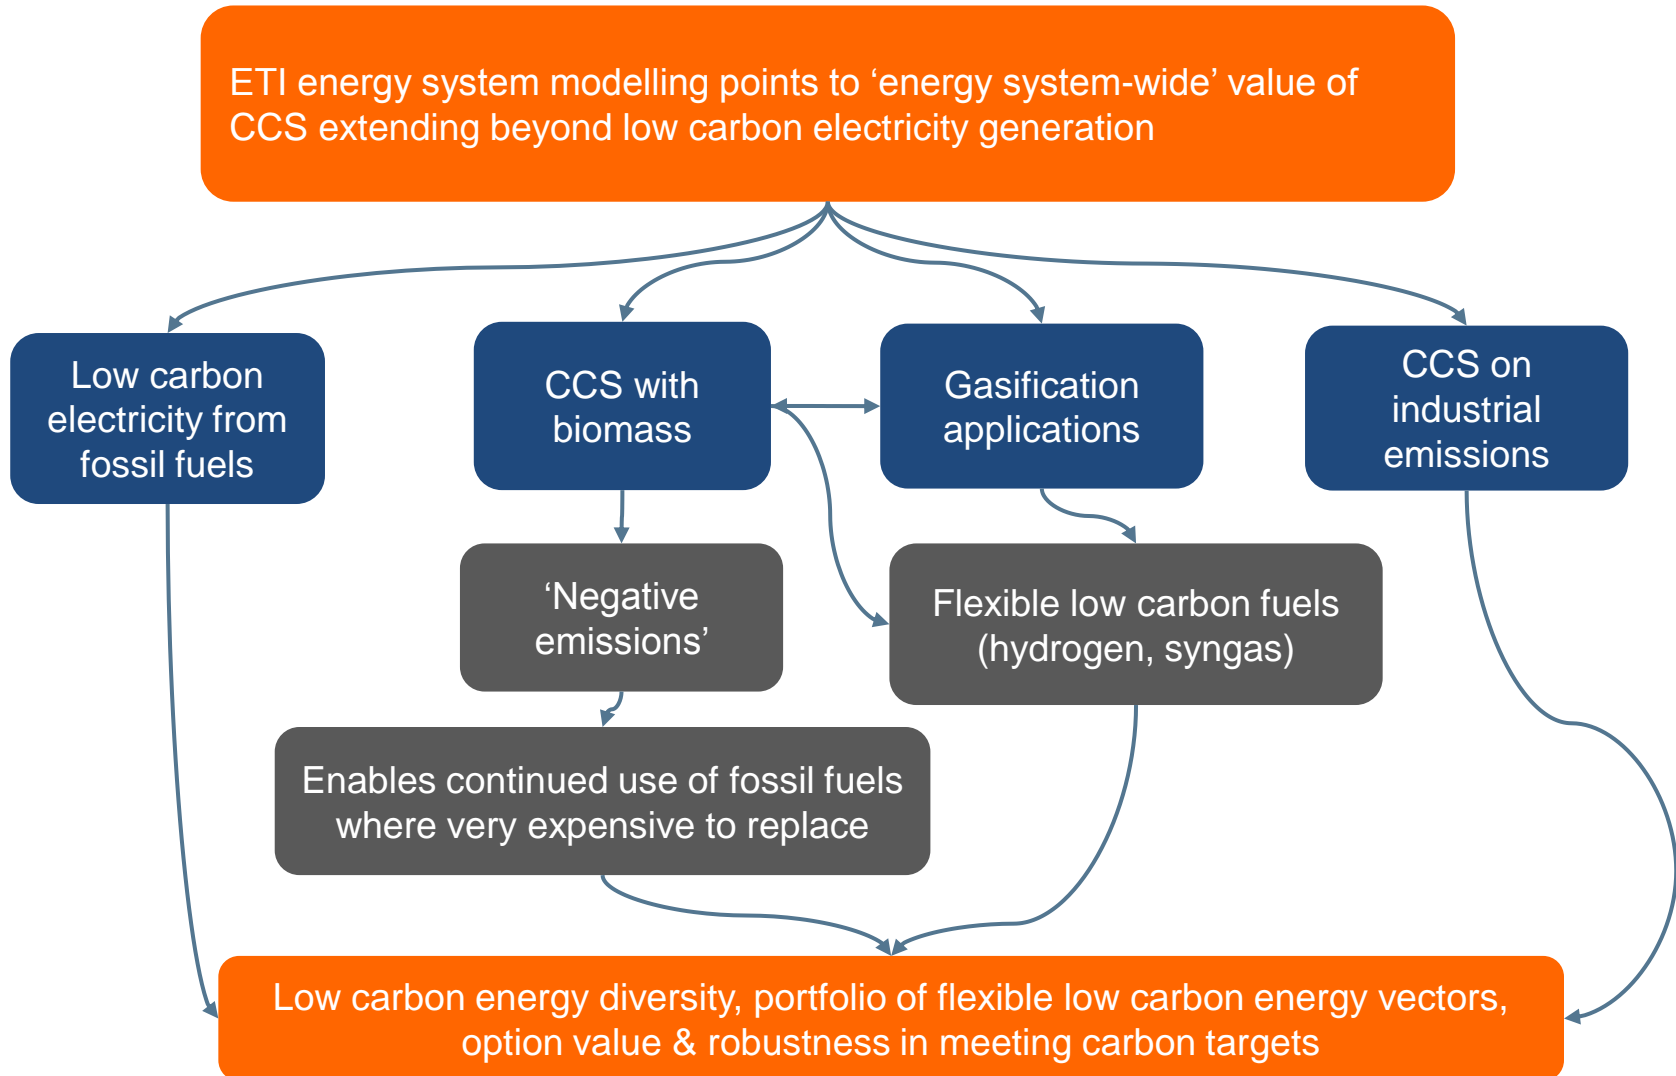 ETI energy system modelling points to ‘energy system-wide’ value of
CCS extending beyond low carbon electricity generation
Low carbon
electricity from
fossil fuels
CCS with
biomass
Gasification
applications
CCS on
industrial
emissions
‘Negative
emissions’
Flexible low carbon fuels
(hydrogen, syngas)
Enables continued use of fossil fuels
where very expensive to replace
Low carbon energy diversity, portfolio of flexible low carbon energy vectors,
option value & robustness in meeting carbon targets